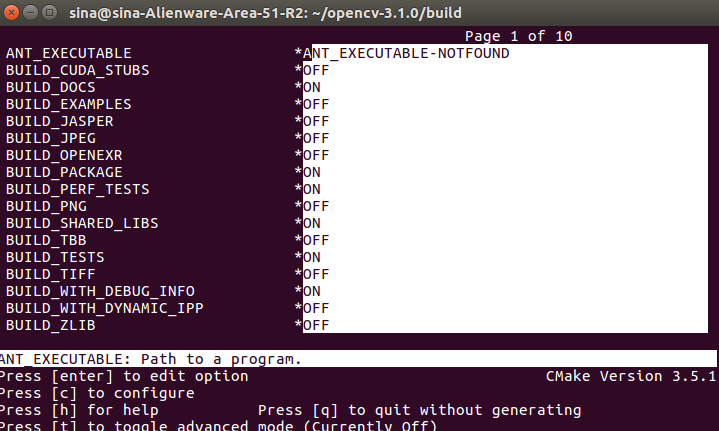 sina@sina-Alienware-Area-51-R2: ~/opencv-3.1.0/build
Page 1 of 10
ANT_EXECUTABLE *ANT_EXECUTABLE-NOTFOUND
BUILD_CUDA_STUBS *OFF
BUILD_DOCS *ON
BUILD_EXAMPLES *OFF
BUILD_JASPER *OFF
BUILD_JPEG *OFF
BUILD_OPENEXR *OFF
BUILD_PACKAGE *ON
BUILD_PERF_TESTS *ON
BUILD_PNG *OFF
BUILD_SHARED_LIBS *ON
BUILD_TBB *OFF
BUILD_TESTS *ON
BUILD_TIFF *OFF
BUILD_WITH_DEBUG_INFO *ON
BUILD_WITH_DYNAMIC_IPP *OFF
BUILD_ZLIB *OFF
ANT_EXECUTABLE: Path to a program.
Press [enter] to edit option CMake Version 3.5.1
Press [c] to configure
Press [h] for help Press [q] to quit without generating
Press [t] to toggle advanced mode (Currently Off)